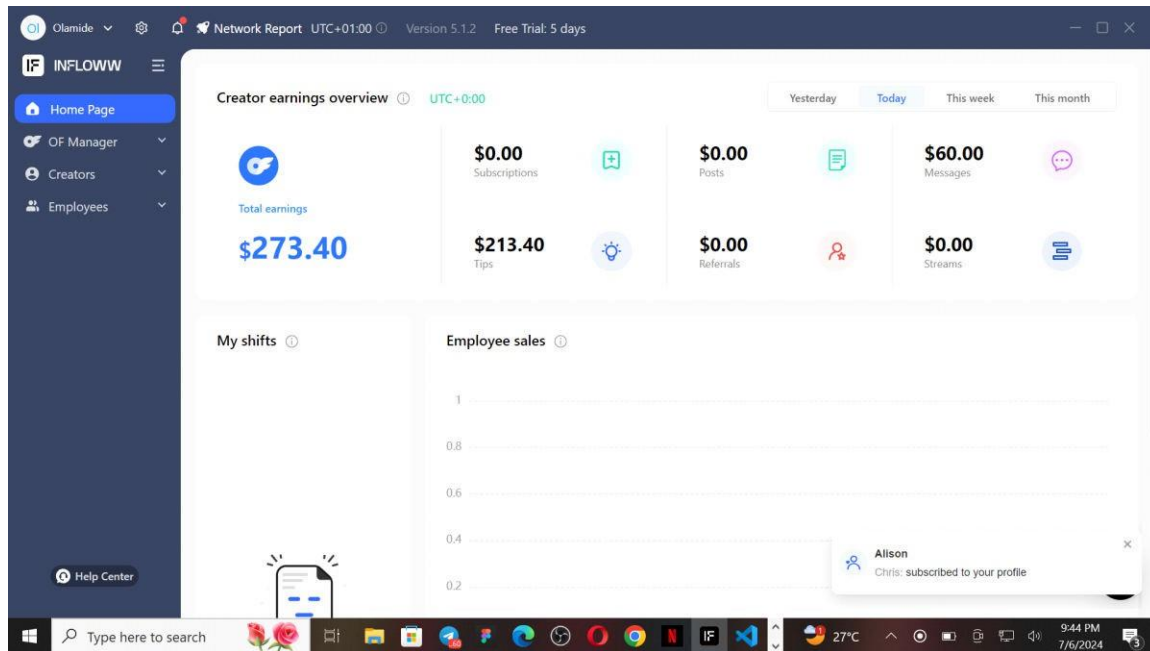 OI Olamide Network Report UTC+01:00 Version 5.1.2 Free Trial: 5 days
IF INFLOWW
Home Page
OF Manager
Creators
Employees
Help Center
Creator earnings overview UTC+0:00
Yesterday Today This week This month
Total earnings
$273.40
$0.00
Subscriptions
$0.00
Posts
$60.00
Messages
$213.40
Tips
$0.00
Referrals
$0.00
Streams
My shifts
Employee sales
1
0.8
0.6
0.4
0.2
Alison
Chris: subscribed to your profile
Type here to search
N
IF
27°C
9:44 PM
7/6/2024
3